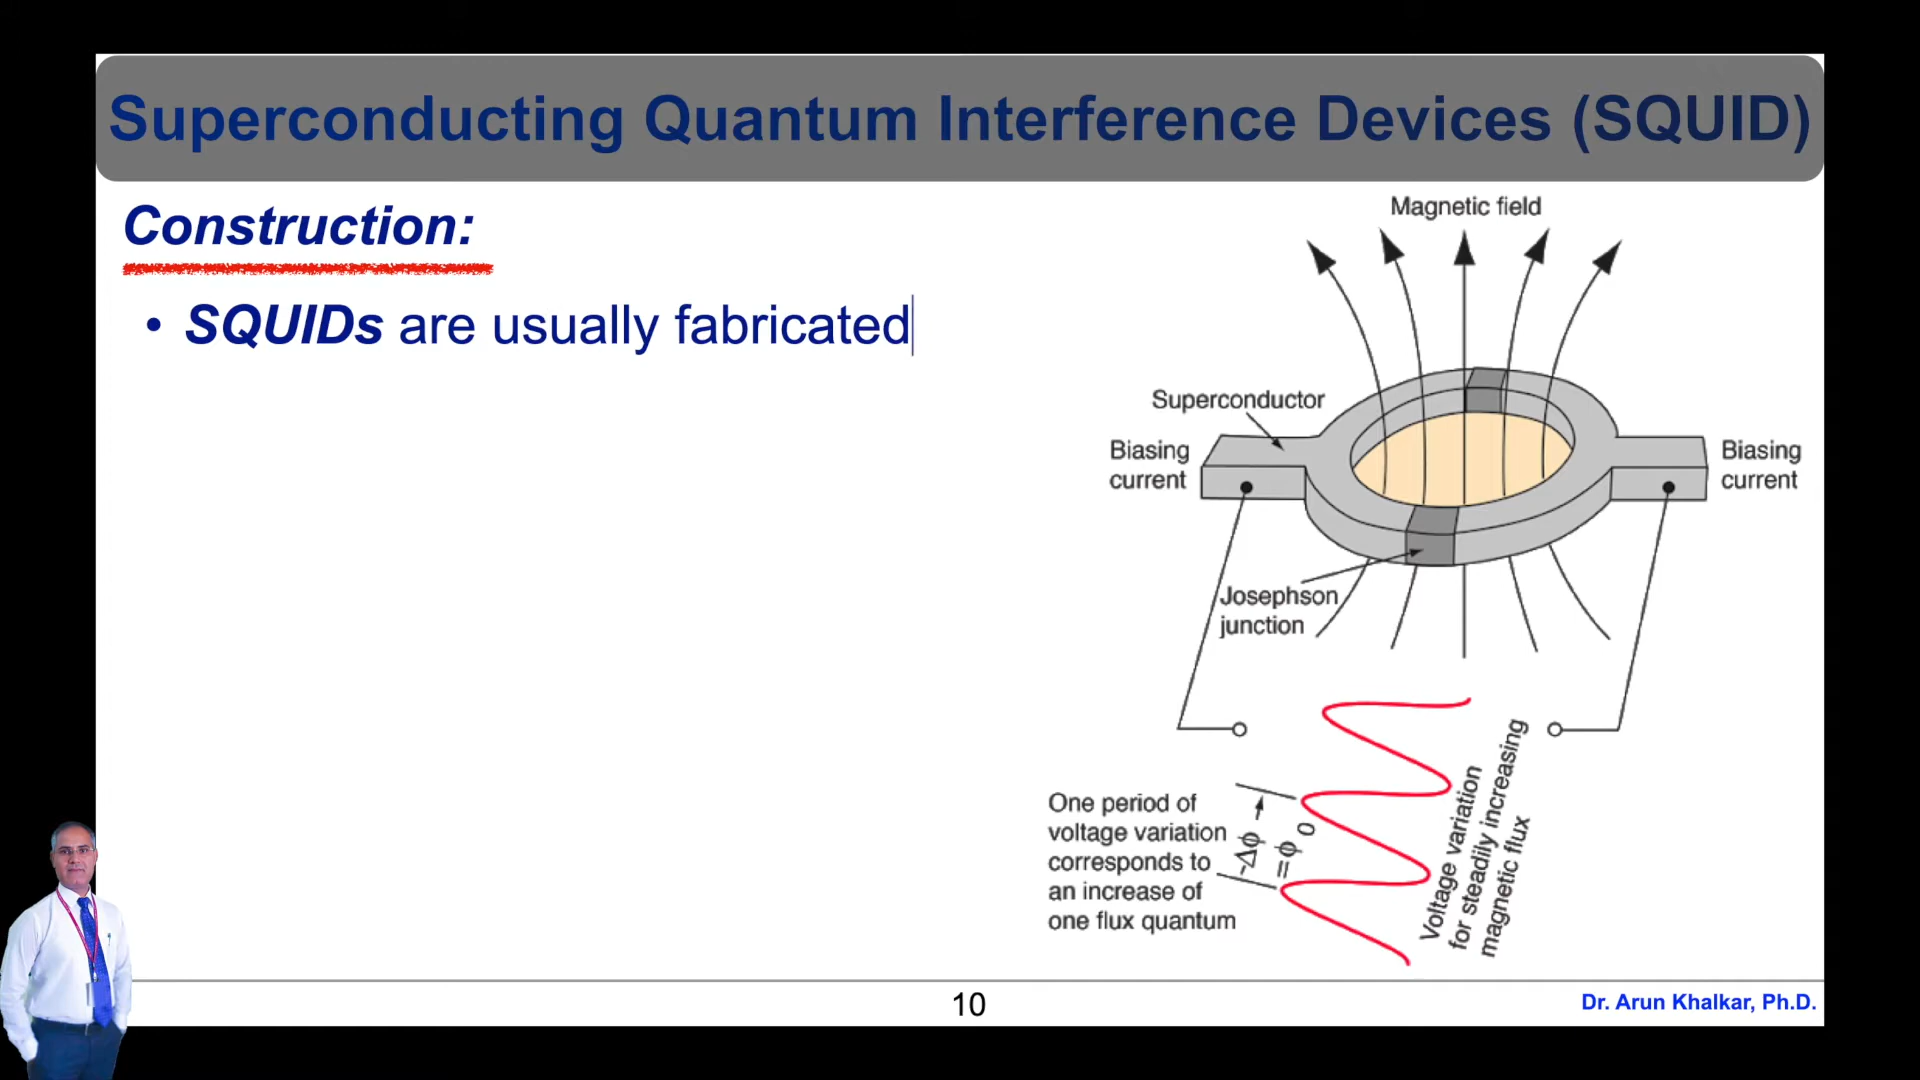 Superconducting Quantum Interference Devices (SQUID)
Construction:
• SQUIDs are usually fabricated
Magnetic field
Superconductor
Biasing
current
Biasing
current
Josephson
junction
One period of
voltage variation
corresponds to
an increase of
one flux quantum
-Δϕ
=ϕ0
Voltage variation
for steadily increasing
magnetic flux
10
Dr. Arun Khalkar, Ph.D.